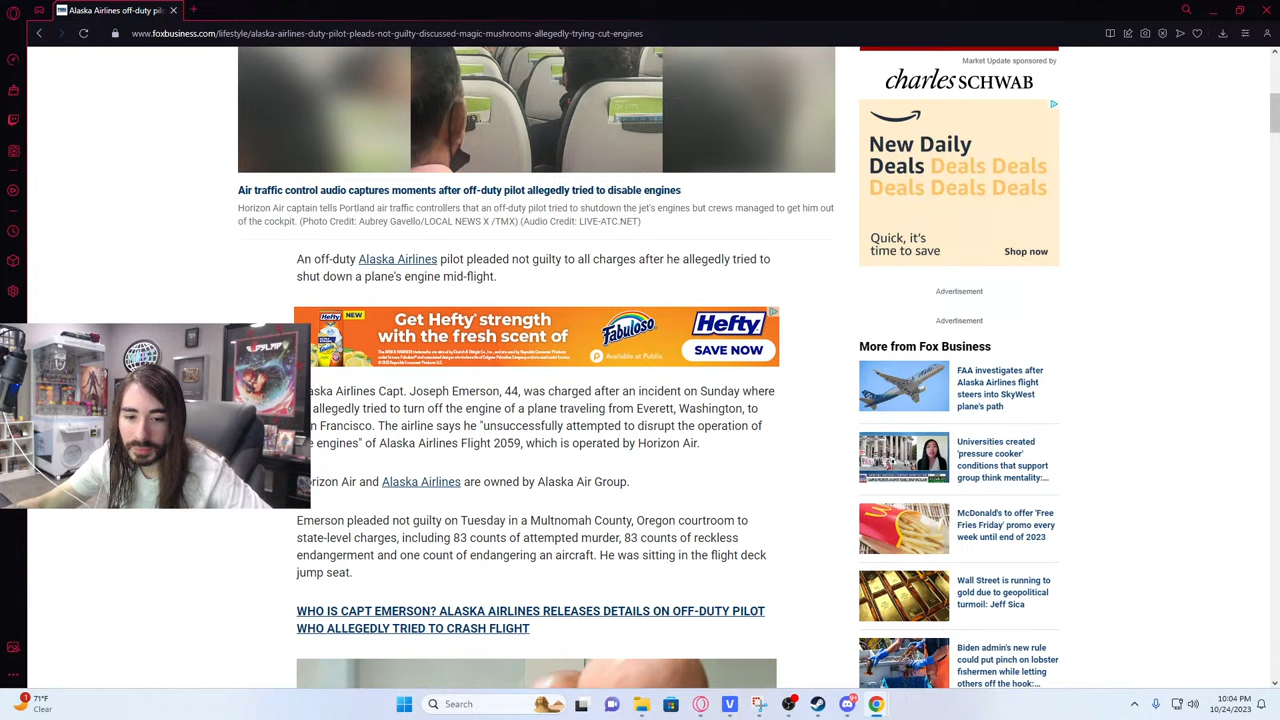 Alaska Airlines off-duty pilot ple
www.foxbusiness.com/lifestyle/alaska-airlines-duty-pilot-pleads-not-guilty-discussed-magic-mushrooms-allegedly-trying-cut-engines
Air traffic control audio captures moments after off-duty pilot allegedly tried to disable engines
Horizon Air captain tells Portland air traffic controllers that an off-duty pilot tried to shutdown the jet's engines but crews managed to get him out
of the cockpit. (Photo Credit: Aubrey Gavello/LOCAL NEWS X /TMX) (Audio Credit: LIVE-ATC.NET)
An off-duty Alaska Airlines pilot pleaded not guilty to all charges after he allegedly tried to
shut down a plane's engine mid-flight.
Hefty NEW
Get Hefty strength
with the fresh scent of
Fabuloso
Available at Publix
Hefty
SAVE NOW
Airlines Capt. Joseph Emerson, 44, was charged after an incident on Sunday where
allegedly tried to turn off the engine of a plane traveling from Everett, Washington, to
Francisco. The airline says he "unsuccessfully attempted to disrupt the operation of
engines" of Alaska Airlines Flight 2059, which is operated by Horizon Air.
rizon Air and Alaska Airlines are owned by Alaska Air Group.
Emerson pleaded not guilty on Tuesday in a Multnomah County, Oregon courtroom to
state-level charges, including 83 counts of attempted murder, 83 counts of reckless
endangerment and one count of endangering an aircraft. He was sitting in the flight deck
jump seat.
WHO IS CAPT EMERSON? ALASKA AIRLINES RELEASES DETAILS ON OFF-DUTY PILOT
WHO ALLEGEDLY TRIED TO CRASH FLIGHT
Market Update sponsored by
charles SCHWAB
New Daily
Deals Deals Deals
Deals Deals Deals
Quick, it's
time to save
Shop now
Advertisement
Advertisement
More from Fox Business
FAA investigates after
Alaska Airlines flight
steers into SkyWest
plane's path
Universities created
'pressure cooker'
conditions that support
group think mentality:...
McDonald's to offer 'Free
Fries Friday' promo every
week until end of 2023
Wall Street is running to
gold due to geopolitical
turmoil: Jeff Sica
Biden admin's new rule
could put pinch on lobster
fishermen while letting
others off the hook:...
1
71°F
Clear
Search
10:04 PM
10/24/2023